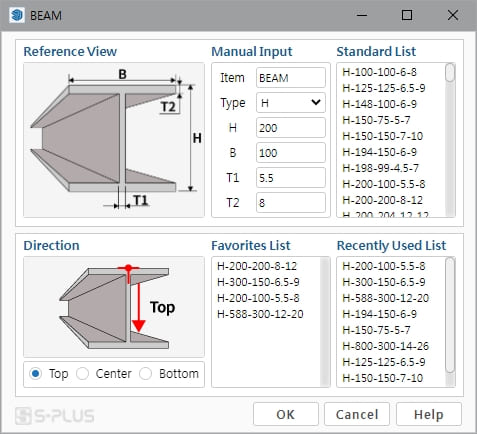 BEAM
Reference View
B
T2
H
T1
Manual Input
Item BEAM
Type H
H 200
B 100
T1 5.5
T2 8
Standard List
H-100-100-6-8
H-125-125-6.5-9
H-148-100-6-9
H-150-75-5-7
H-150-150-7-10
H-194-150-6-9
H-198-99-4.5-7
H-200-100-5.5-8
H-200-200-8-12
H-200-204-12-12
Direction
Top
Top Center Bottom
Favorites List
H-200-200-8-12
H-300-150-6.5-9
H-200-100-5.5-8
H-588-300-12-20
Recently Used List
H-200-100-5.5-8
H-300-150-6.5-9
H-588-300-12-20
H-194-150-6-9
H-150-75-5-7
H-800-300-14-26
H-125-125-6.5-9
H-150-150-7-10
S-PLUS
OK Cancel Help